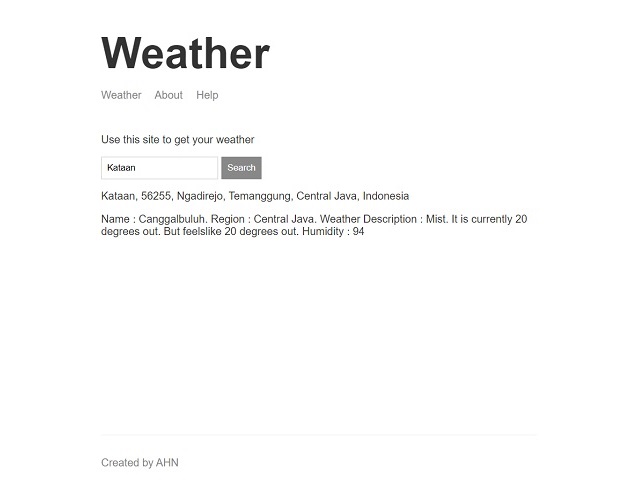 Weather
Weather About Help
Use this site to get your weather
Kataan Search
Kataan, 56255, Ngadirejo, Temanggung, Central Java, Indonesia
Name : Canggalbuluh. Region : Central Java. Weather Description : Mist. It is currently 20
degrees out. But feelslike 20 degrees out. Humidity : 94
Created by AHN